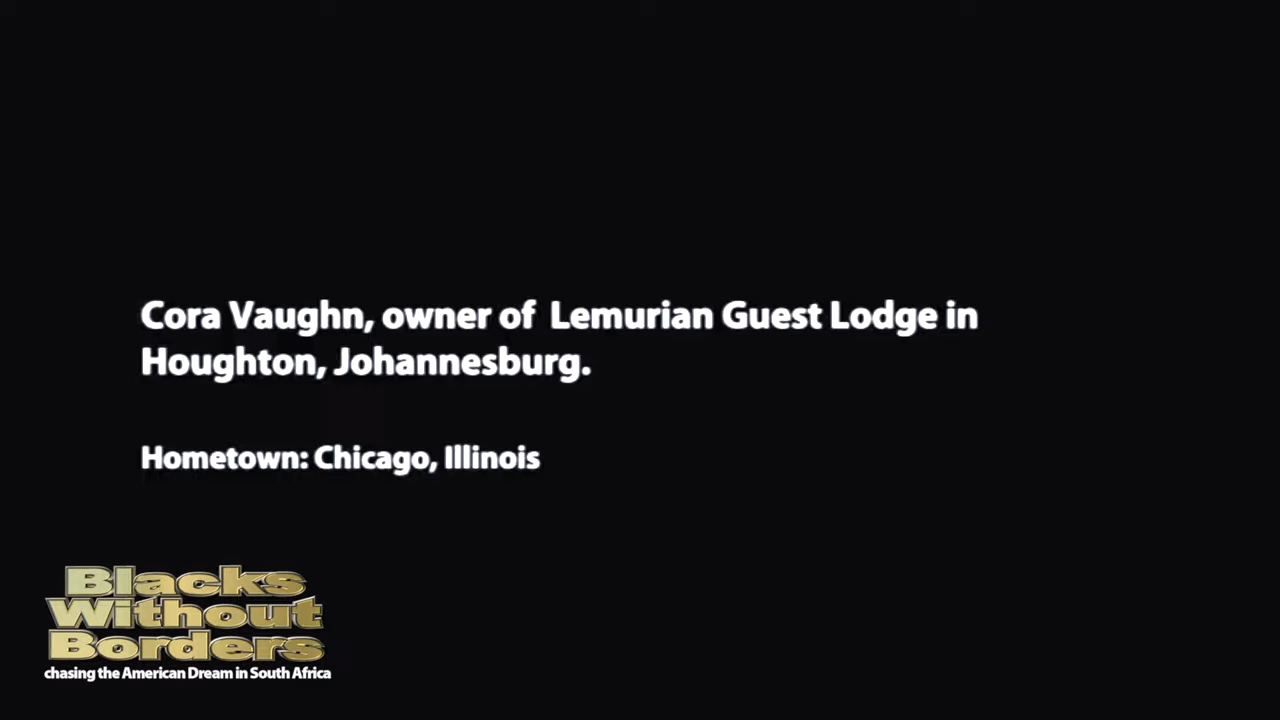 Cora Vaughn, owner of Lemurian Guest Lodge in
Houghton, Johannesburg.
Hometown: Chicago, Illinois
Blacks
Without
Borders
chasing the American Dream in South Africa